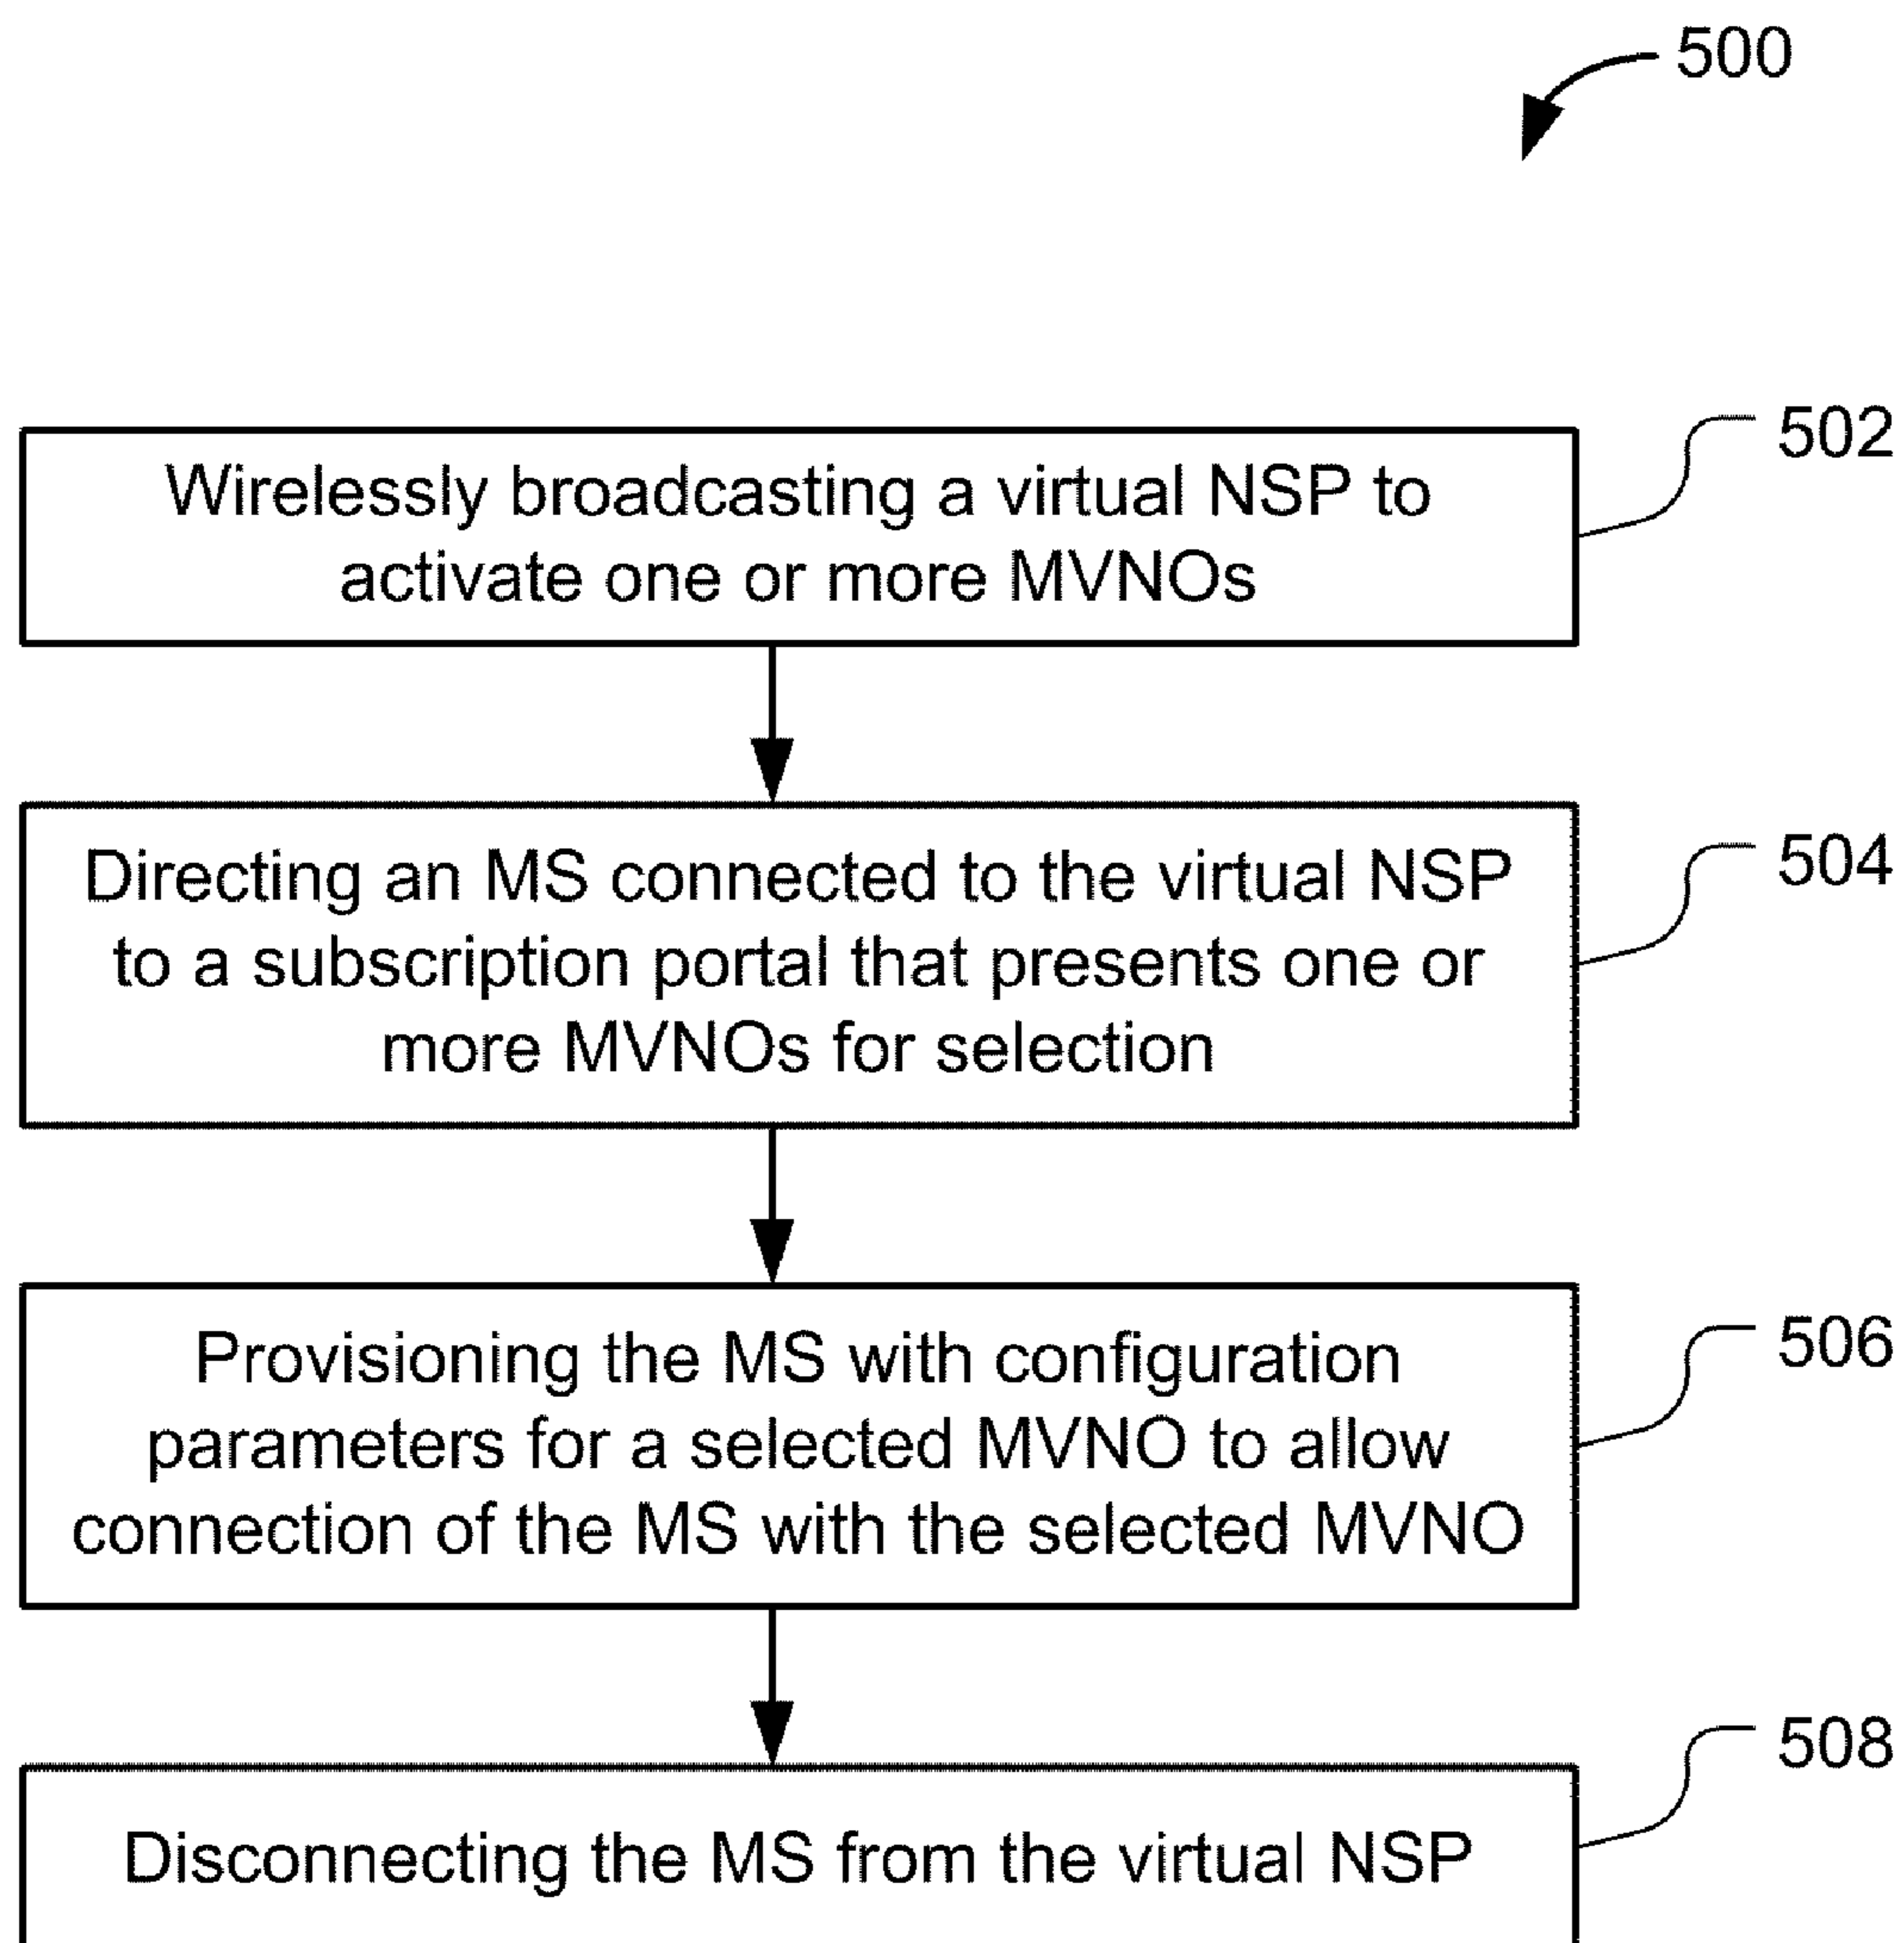 500
502
Wirelessly broadcasting a virtual NSP to
activate one or more MVNOs
504
Directing an MS connected to the virtual NSP
to a subscription portal that presents one or
more MVNOs for selection
506
Provisioning the MS with configuration
parameters for a selected MVNO to allow
connection of the MS with the selected MVNO
508
Disconnecting the MS from the virtual NSP